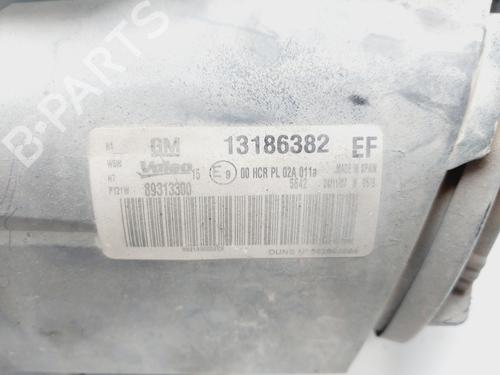 B-PARTS
H1 GM 13186382 EF
W5W Valeo 15 E9 00 HCR PL 02A 011a MADE IN SPAIN
H7 5642
PY21W 89313300
DUNS N°